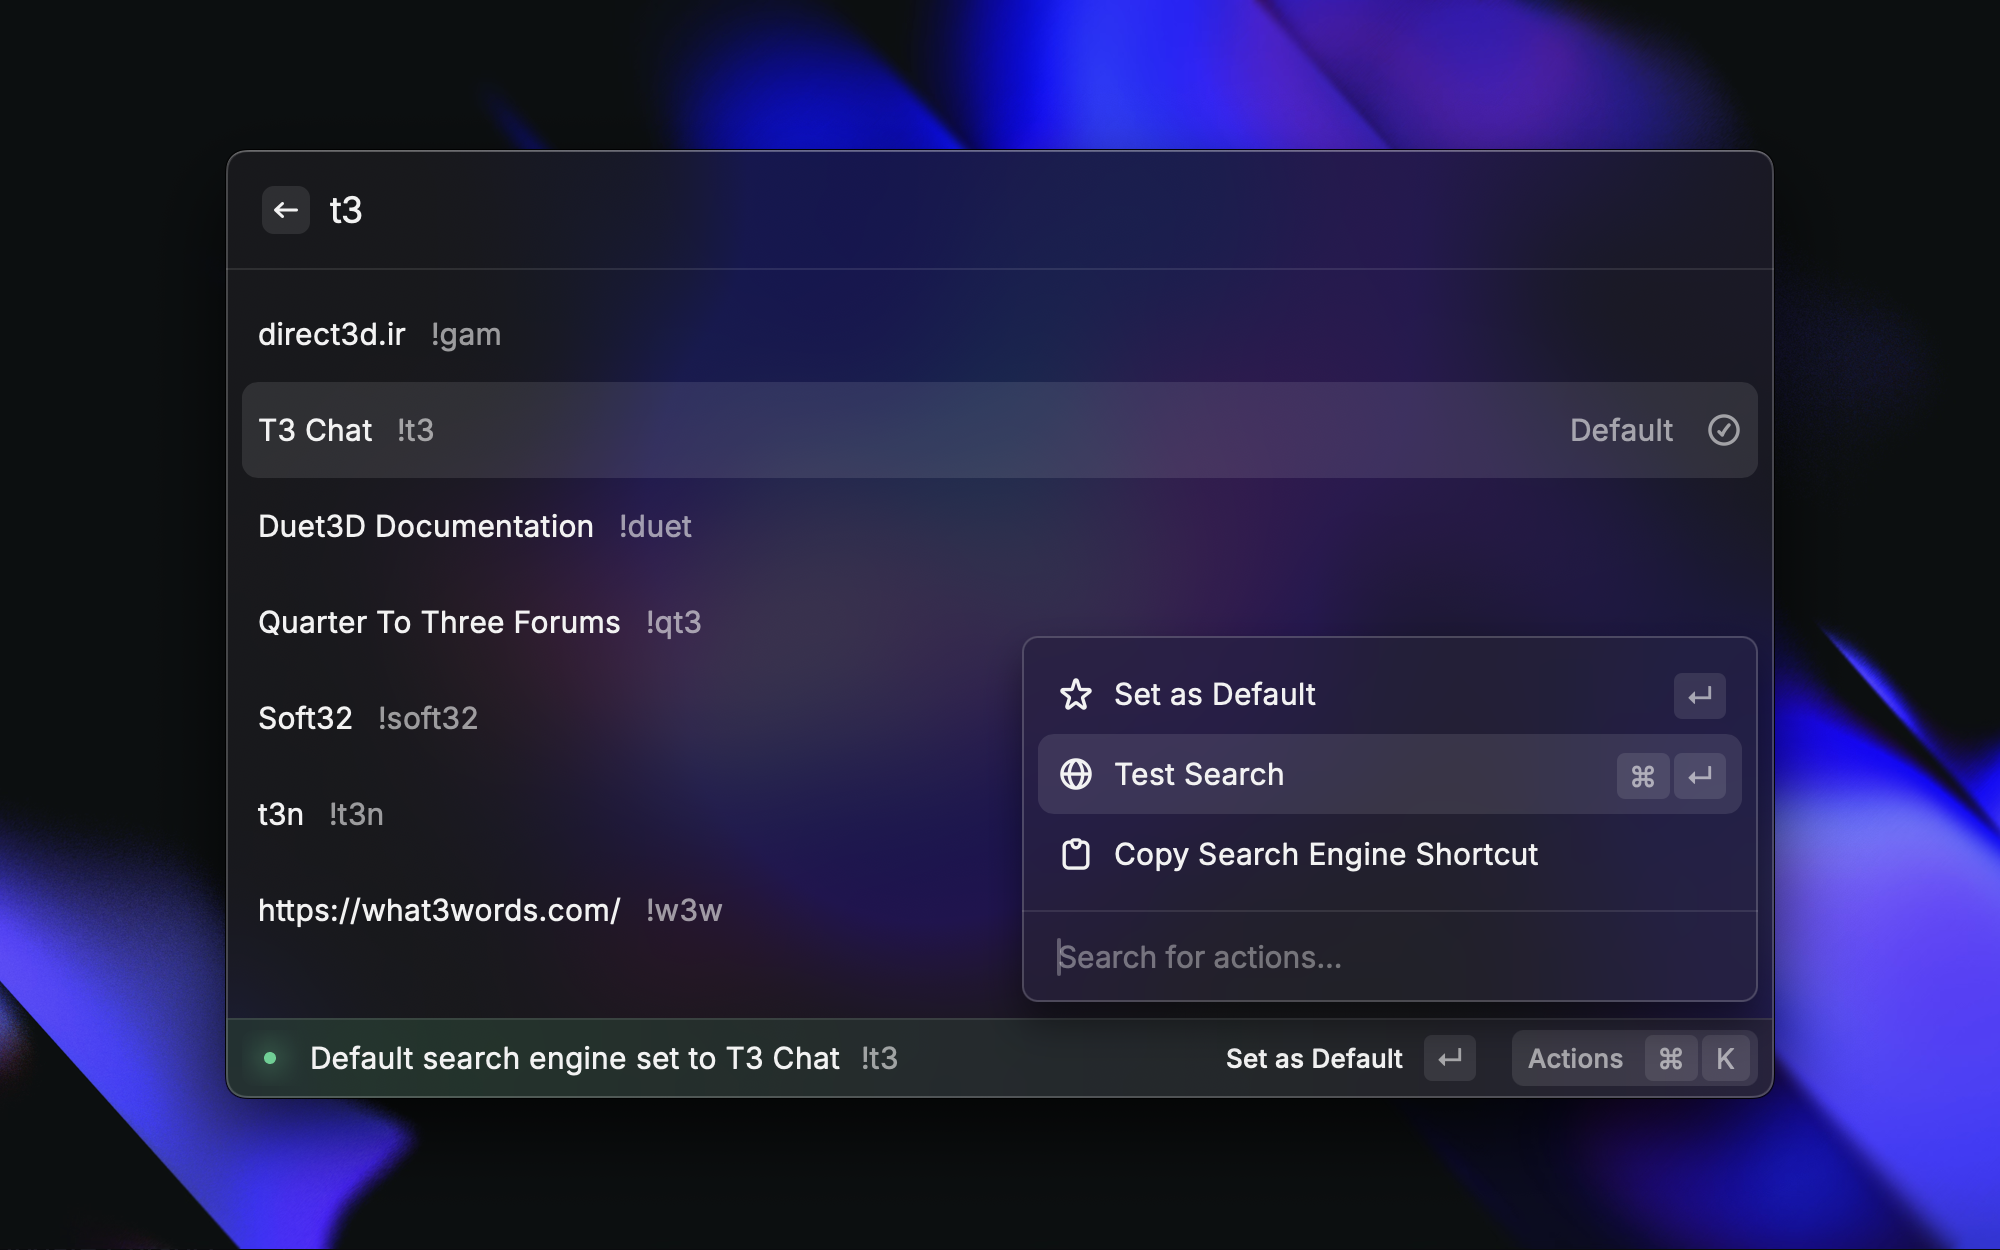 t3
direct3d.ir !gam
T3 Chat !t3 Default
Duet3D Documentation !duet
Quarter To Three Forums !qt3
Soft32 !soft32
t3n !t3n
https://what3words.com/ !w3w
Set as Default ↵
Test Search ⌘ ↵
Copy Search Engine Shortcut
Search for actions...
Default search engine set to T3 Chat !t3 Set as Default ↵ Actions ⌘ K